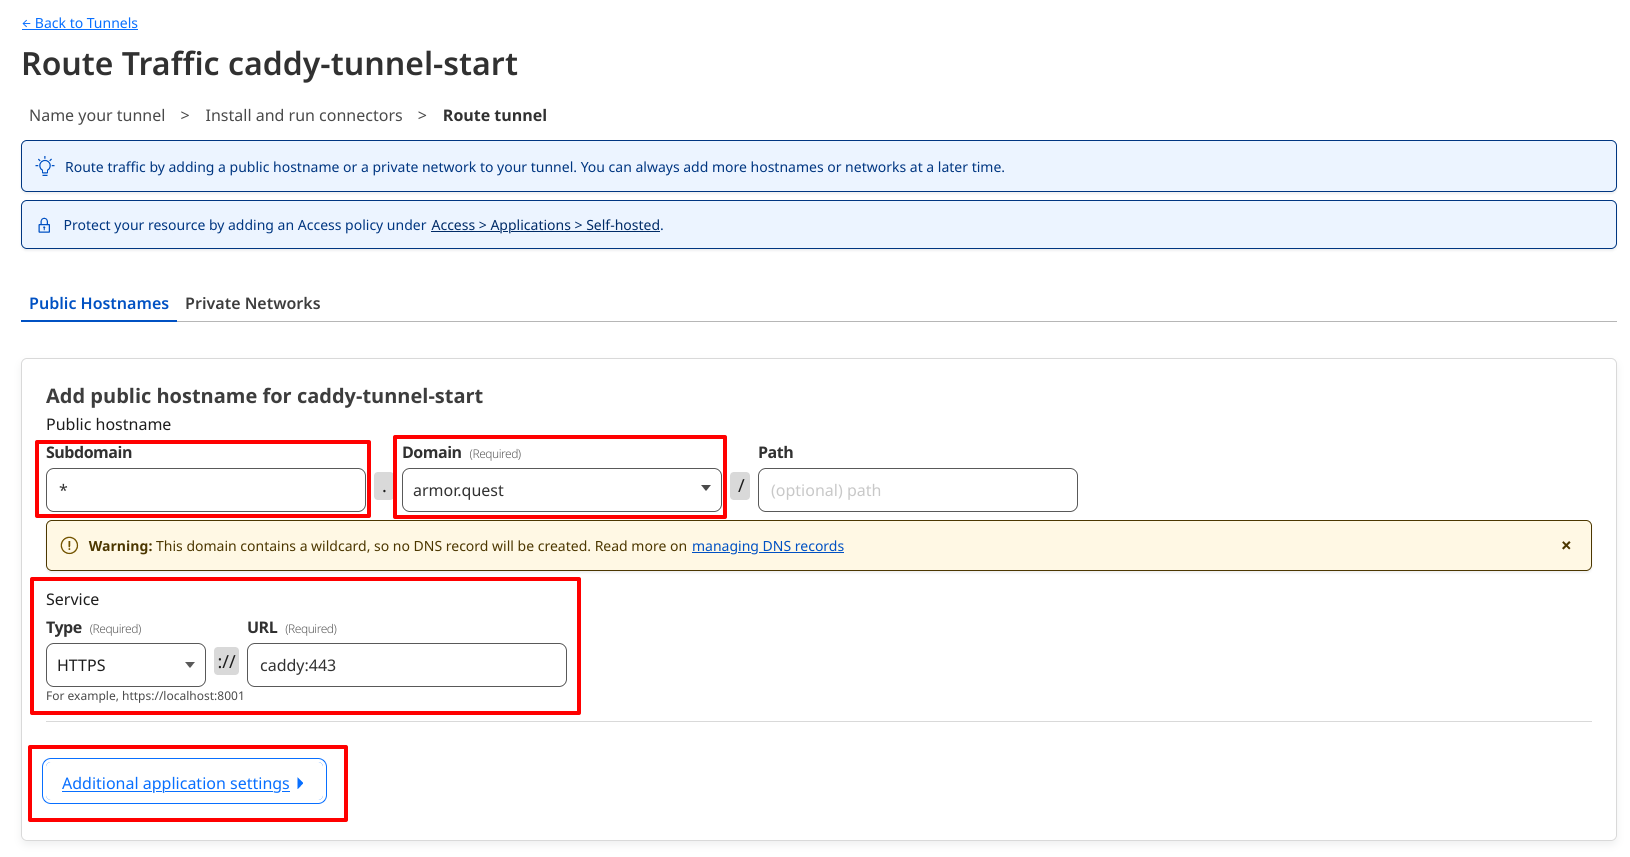 ← Back to Tunnels
Route Traffic caddy-tunnel-start
Name your tunnel > Install and run connectors > Route tunnel
Route traffic by adding a public hostname or a private network to your tunnel. You can always add more hostnames or networks at a later time.
Protect your resource by adding an Access policy under Access > Applications > Self-hosted.
Public Hostnames Private Networks
Add public hostname for caddy-tunnel-start
Public hostname
Subdomain Domain (Required) Path
* . armor.quest / (optional) path
Warning: This domain contains a wildcard, so no DNS record will be created. Read more on managing DNS records ×
Service
Type (Required) URL (Required)
HTTPS :// caddy:443
For example, https://localhost:8001
Additional application settings